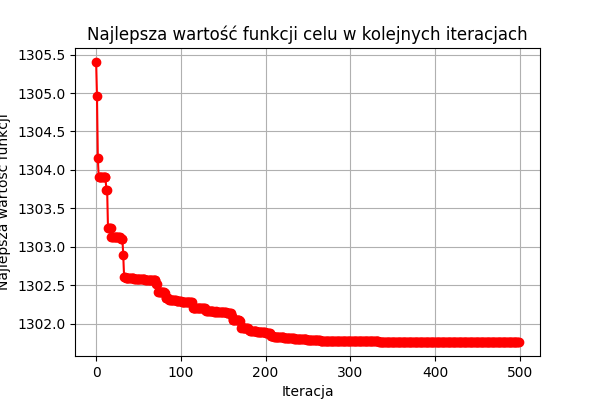 Najlepsza wartość funkcji celu w kolejnych iteracjach
Najlepsza wartość funkcji
1305.5
1305.0
1304.5
1304.0
1303.5
1303.0
1302.5
1302.0
0 100 200 300 400 500
Iteracja